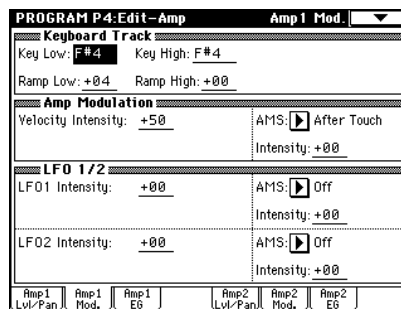 PROGRAM P4:Edit-Amp Amp1 Mod.
Keyboard Track
Key Low: F#4 Key High: F#4
Ramp Low: +04 Ramp High: +00
Amp Modulation
Velocity Intensity: +50 AMS: After Touch
Intensity: +00
LFO 1/2
LFO1 Intensity: +00 AMS: Off
Intensity: +00
LFO2 Intensity: +00 AMS: Off
Intensity: +00
Amp1 Lvl/Pan
Amp1 Mod.
Amp1 EG
Amp2 Lvl/Pan
Amp2 Mod.
Amp2 EG